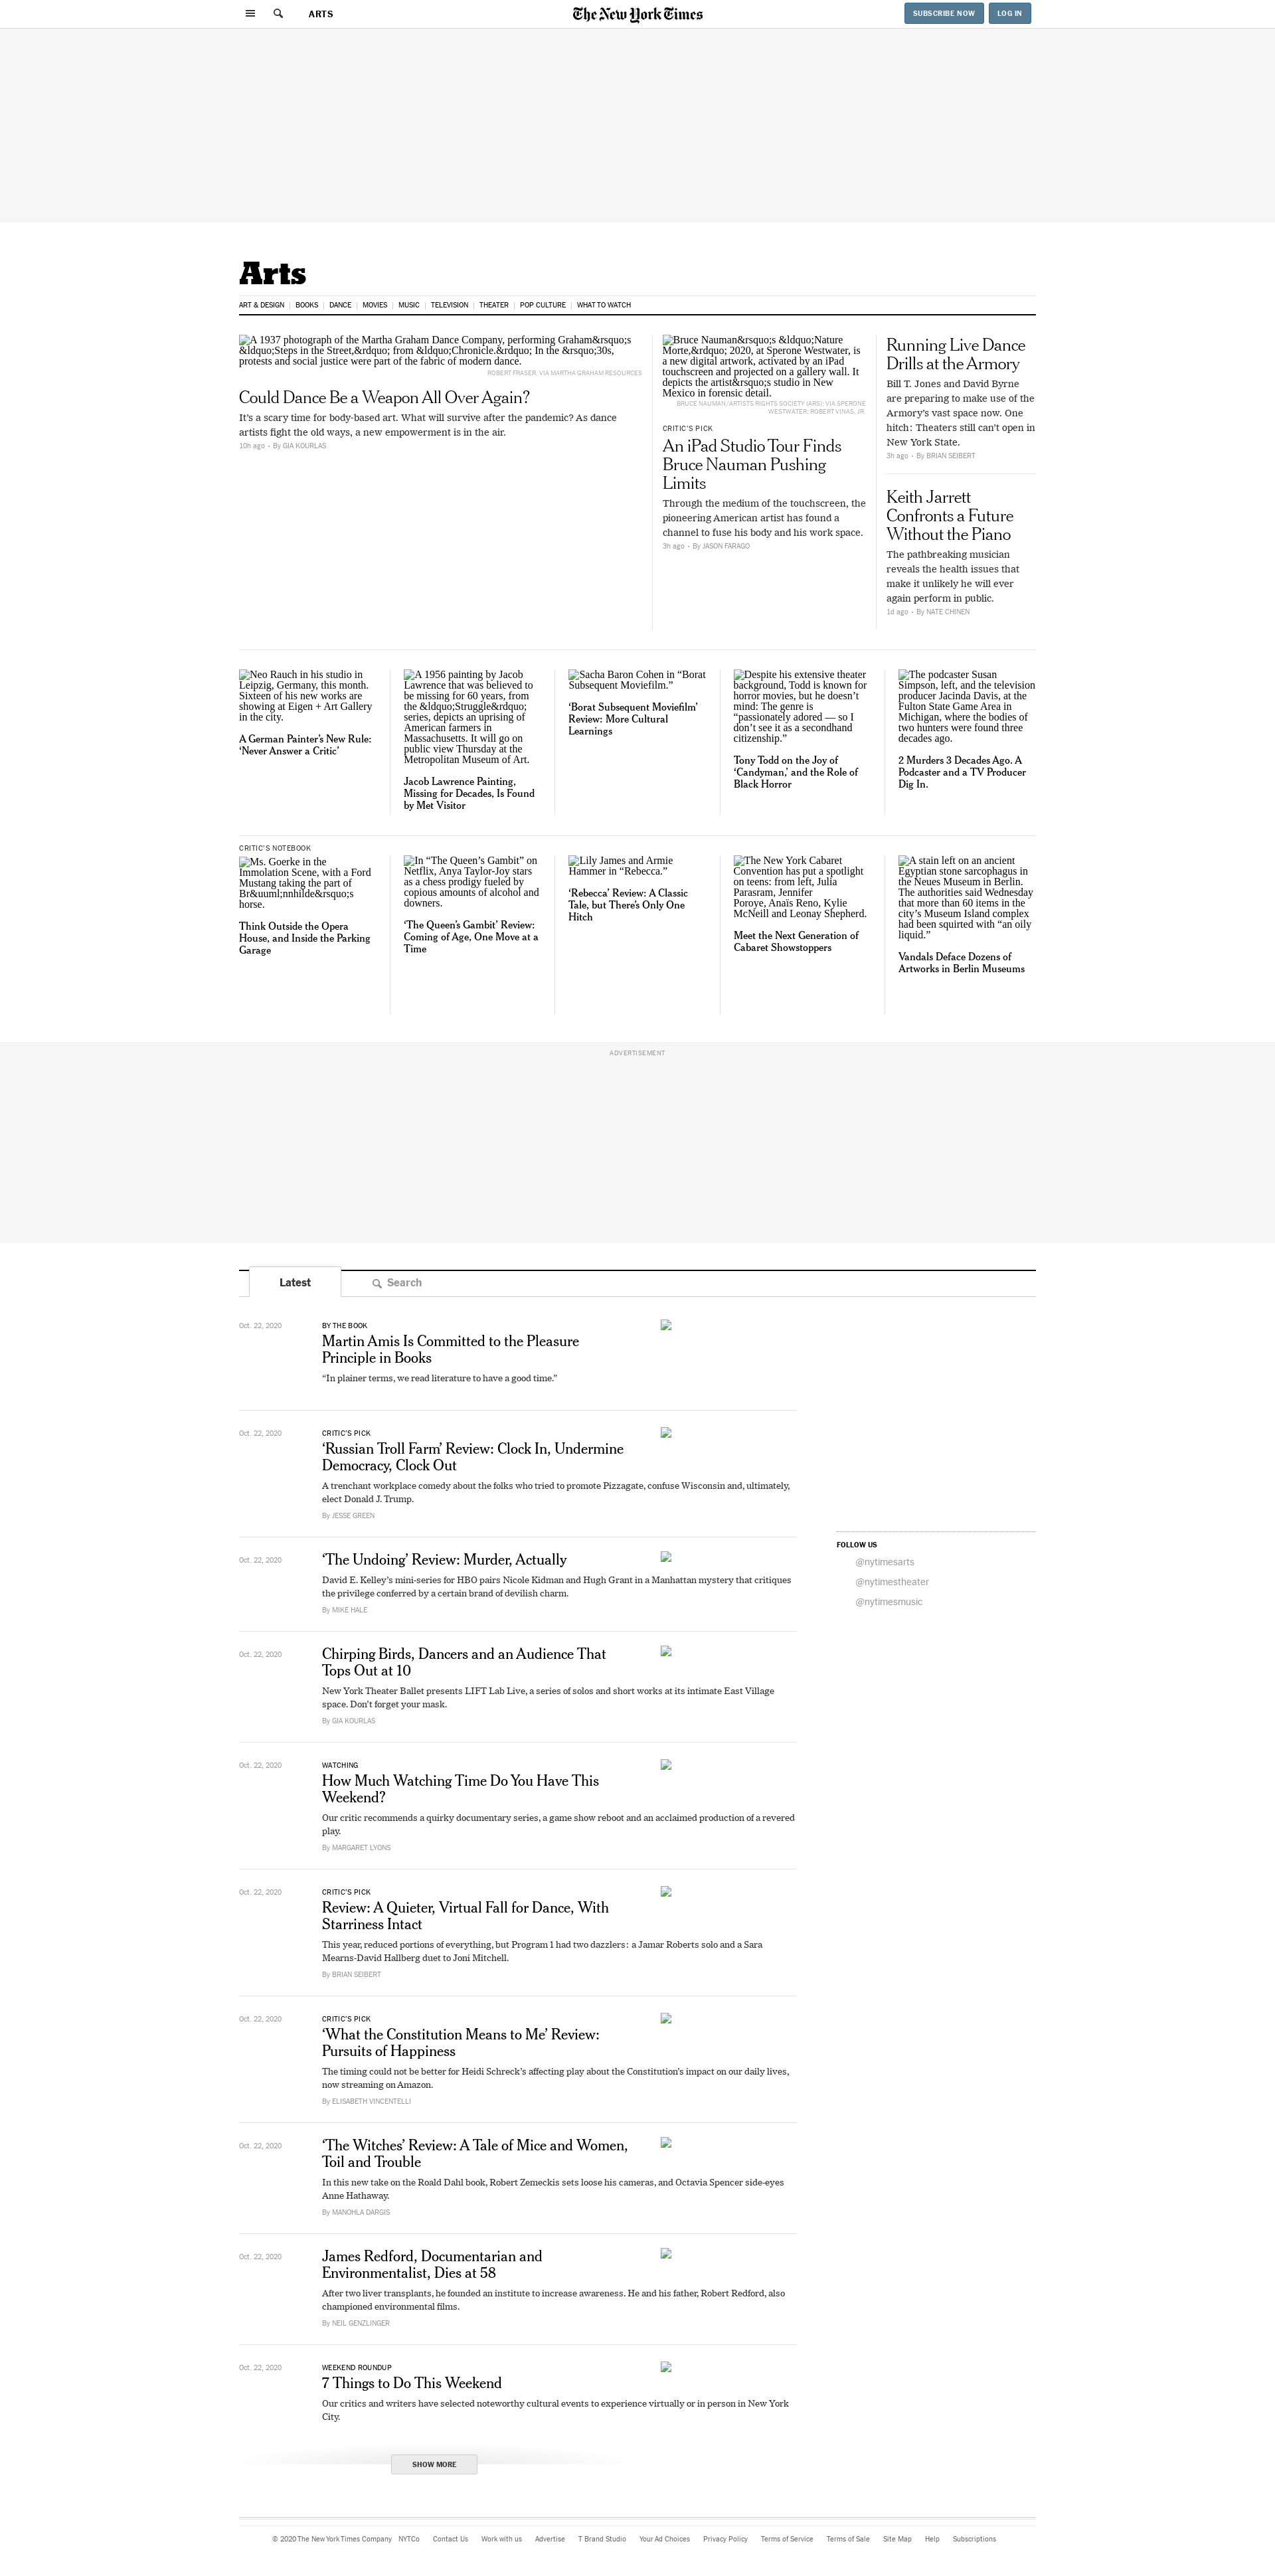 ARTS
The New York Times
SUBSCRIBE NOW
LOG IN
Arts
ART & DESIGN
BOOKS
DANCE
MOVIES
MUSIC
TELEVISION
THEATER
POP CULTURE
WHAT TO WATCH
A 1937 photograph of the Martha Graham Dance Company, performing Graham&rsquo;s
&ldquo;Steps in the Street,&rdquo; from &ldquo;Chronicle.&rdquo; In the &rsquo;30s,
protests and social justice were part of the fabric of modern dance.
ROBERT FRASER, VIA MARTHA GRAHAM RESOURCES
Could Dance Be a Weapon All Over Again?
It's a scary time for body-based art. What will survive after the pandemic? As dance
artists fight the old ways, a new empowerment is in the air.
10h ago • By GIA KOURLAS
Bruce Nauman&rsquo;s &ldquo;Nature
Morte,&rdquo; 2020, at Sperone Westwater, is
a new digital artwork, activated by an iPad
touchscreen and projected on a gallery wall. It
depicts the artist&rsquo;s studio in New
Mexico in forensic detail.
BRUCE NAUMAN/ARTISTS RIGHTS SOCIETY (ARS); VIA SPERONE
WESTWATER; ROBERT VINAS, JR.
CRITIC'S PICK
An iPad Studio Tour Finds
Bruce Nauman Pushing
Limits
Through the medium of the touchscreen, the
pioneering American artist has found a
channel to fuse his body and his work space.
3h ago • By JASON FARAGO
Running Live Dance
Drills at the Armory
Bill T. Jones and David Byrne
are preparing to make use of the
Armory's vast space now. One
hitch: Theaters still can't open in
New York State.
3h ago • By BRIAN SEIBERT
Keith Jarrett
Confronts a Future
Without the Piano
The pathbreaking musician
reveals the health issues that
make it unlikely he will ever
again perform in public.
1d ago • By NATE CHINEN
Neo Rauch in his studio in
Leipzig, Germany, this month.
Sixteen of his new works are
showing at Eigen + Art Gallery
in the city.
A German Painter's New Rule:
‘Never Answer a Critic’
A 1956 painting by Jacob
Lawrence that was believed to
be missing for 60 years, from
the &ldquo;Struggle&rdquo;
series, depicts an uprising of
American farmers in
Massachusetts. It will go on
public view Thursday at the
Metropolitan Museum of Art.
Jacob Lawrence Painting,
Missing for Decades, Is Found
by Met Visitor
Sacha Baron Cohen in “Borat
Subsequent Moviefilm.”
‘Borat Subsequent Moviefilm’
Review: More Cultural
Learnings
Despite his extensive theater
background, Todd is known for
horror movies, but he doesn’t
mind: The genre is
“passionately adored — so I
don’t see it as a secondhand
citizenship.”
Tony Todd on the Joy of
‘Candyman,’ and the Role of
Black Horror
The podcaster Susan
Simpson, left, and the television
producer Jacinda Davis, at the
Fulton State Game Area in
Michigan, where the bodies of
two hunters were found three
decades ago.
2 Murders 3 Decades Ago. A
Podcaster and a TV Producer
Dig In.
CRITIC'S NOTEBOOK
Ms. Goerke in the
Immolation Scene, with a Ford
Mustang taking the part of
Br&uuml;nnhilde&rsquo;s
horse.
Think Outside the Opera
House, and Inside the Parking
Garage
In “The Queen’s Gambit” on
Netflix, Anya Taylor-Joy stars
as a chess prodigy fueled by
copious amounts of alcohol and
downers.
‘The Queen’s Gambit’ Review:
Coming of Age, One Move at a
Time
Lily James and Armie
Hammer in “Rebecca.”
‘Rebecca’ Review: A Classic
Tale, but There’s Only One
Hitch
The New York Cabaret
Convention has put a spotlight
on teens: from left, Julia
Parasram, Jennifer
Poroye, Anaïs Reno, Kylie
McNeill and Leonay Shepherd.
Meet the Next Generation of
Cabaret Showstoppers
A stain left on an ancient
Egyptian stone sarcophagus in
the Neues Museum in Berlin.
The authorities said Wednesday
that more than 60 items in the
city’s Museum Island complex
had been squirted with “an oily
liquid.”
Vandals Deface Dozens of
Artworks in Berlin Museums
ADVERTISEMENT
Latest
Search
Oct. 22, 2020
BY THE BOOK
Martin Amis Is Committed to the Pleasure
Principle in Books
“In plainer terms, we read literature to have a good time.”
Oct. 22, 2020
CRITIC'S PICK
‘Russian Troll Farm’ Review: Clock In, Undermine
Democracy, Clock Out
A trenchant workplace comedy about the folks who tried to promote Pizzagate, confuse Wisconsin and, ultimately,
elect Donald J. Trump.
By JESSE GREEN
Oct. 22, 2020
‘The Undoing’ Review: Murder, Actually
David E. Kelley’s mini-series for HBO pairs Nicole Kidman and Hugh Grant in a Manhattan mystery that critiques
the privilege conferred by a certain brand of devilish charm.
By MIKE HALE
FOLLOW US
@nytimesarts
@nytimestheater
@nytimesmusic
Oct. 22, 2020
Chirping Birds, Dancers and an Audience That
Tops Out at 10
New York Theater Ballet presents LIFT Lab Live, a series of solos and short works at its intimate East Village
space. Don’t forget your mask.
By GIA KOURLAS
Oct. 22, 2020
WATCHING
How Much Watching Time Do You Have This
Weekend?
Our critic recommends a quirky documentary series, a game show reboot and an acclaimed production of a revered
play.
By MARGARET LYONS
Oct. 22, 2020
CRITIC'S PICK
Review: A Quieter, Virtual Fall for Dance, With
Starriness Intact
This year, reduced portions of everything, but Program 1 had two dazzlers: a Jamar Roberts solo and a Sara
Mearns-David Hallberg duet to Joni Mitchell.
By BRIAN SEIBERT
Oct. 22, 2020
CRITIC'S PICK
‘What the Constitution Means to Me’ Review:
Pursuits of Happiness
The timing could not be better for Heidi Schreck’s affecting play about the Constitution’s impact on our daily lives,
now streaming on Amazon.
By ELISABETH VINCENTELLI
Oct. 22, 2020
‘The Witches’ Review: A Tale of Mice and Women,
Toil and Trouble
In this new take on the Roald Dahl book, Robert Zemeckis sets loose his cameras, and Octavia Spencer side-eyes
Anne Hathaway.
By MANOHLA DARGIS
Oct. 22, 2020
James Redford, Documentarian and
Environmentalist, Dies at 58
After two liver transplants, he founded an institute to increase awareness. He and his father, Robert Redford, also
championed environmental films.
By NEIL GENZLINGER
Oct. 22, 2020
WEEKEND ROUNDUP
7 Things to Do This Weekend
Our critics and writers have selected noteworthy cultural events to experience virtually or in person in New York
City.
SHOW MORE
© 2020 The New York Times Company
NYTCo
Contact Us
Work with us
Advertise
T Brand Studio
Your Ad Choices
Privacy Policy
Terms of Service
Terms of Sale
Site Map
Help
Subscriptions